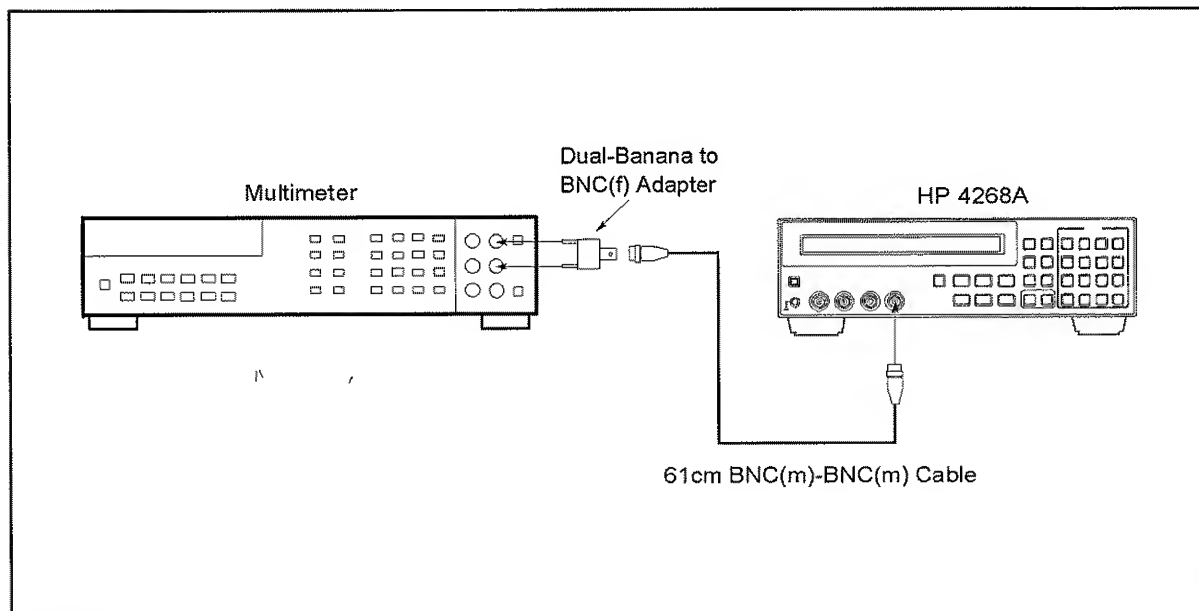 Dual-Banana to
BNC(f) Adapter
Multimeter
HP 4268A
61cm BNC(m)-BNC(m) Cable